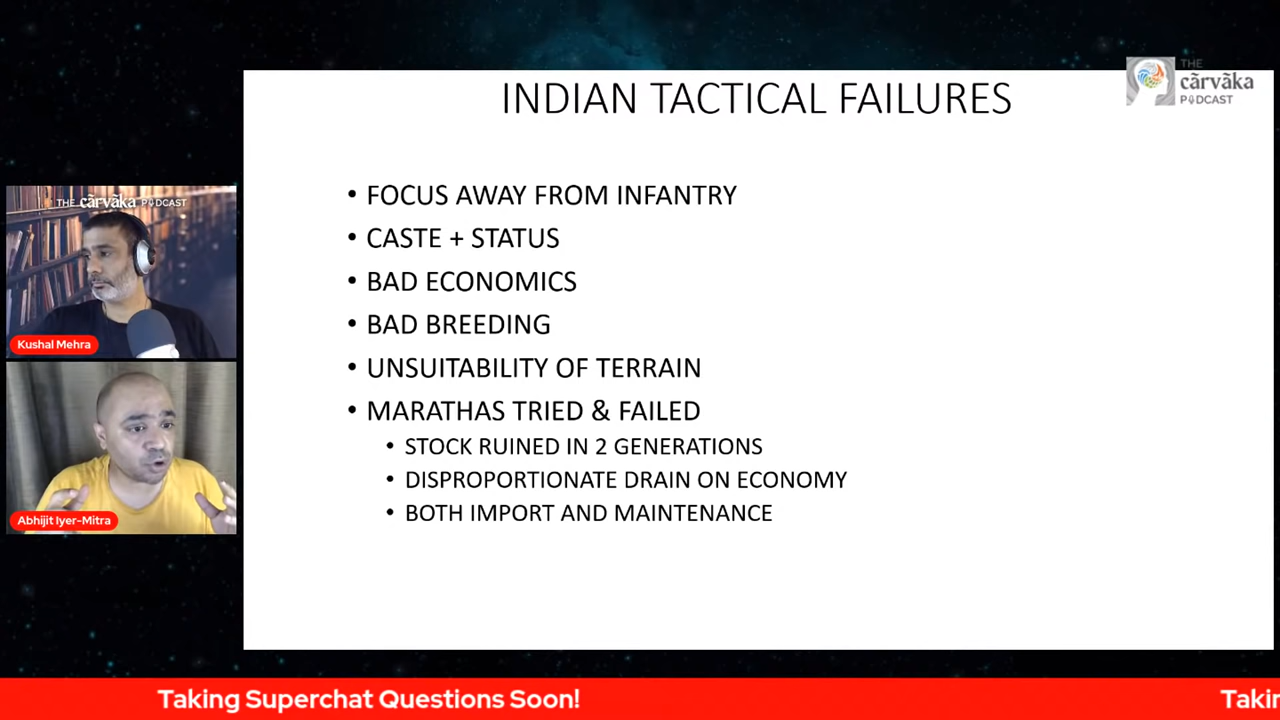 INDIAN TACTICAL FAILURES
THE
cārvāka
PODCAST
• FOCUS AWAY FROM INFANTRY
• CASTE + STATUS
• BAD ECONOMICS
• BAD BREEDING
• UNSUITABILITY OF TERRAIN
• MARATHAS TRIED & FAILED
• STOCK RUINED IN 2 GENERATIONS
• DISPROPORTIONATE DRAIN ON ECONOMY
• BOTH IMPORT AND MAINTENANCE
THE cārvāka PODCAST
Kushal Mehra
Abhijit Iyer-Mitra
Taking Superchat Questions Soon!
Takin